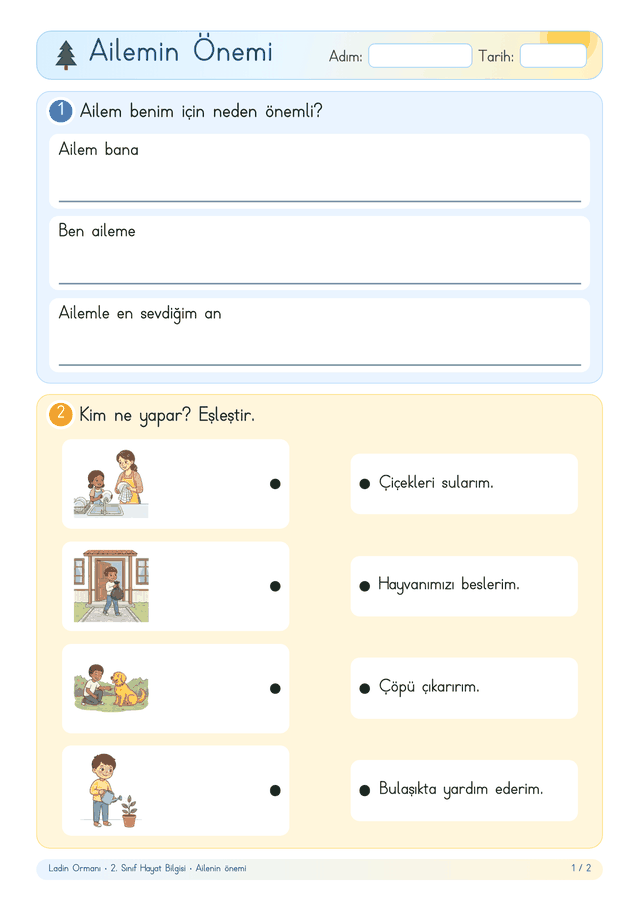 Ailemin Önemi
Adım:
Tarih:
1 Ailem benim için neden önemli?
Ailem bana
Ben aileme
Ailemle en sevdiğim an
2 Kim ne yapar? Eşleştir.
Çiçekleri sularım.
Hayvanımızı beslerim.
Çöpü çıkarırım.
Bulaşıkta yardım ederim.
Ladin Ormanı • 2. Sınıf Hayat Bilgisi • Ailenin önemi
1 / 2